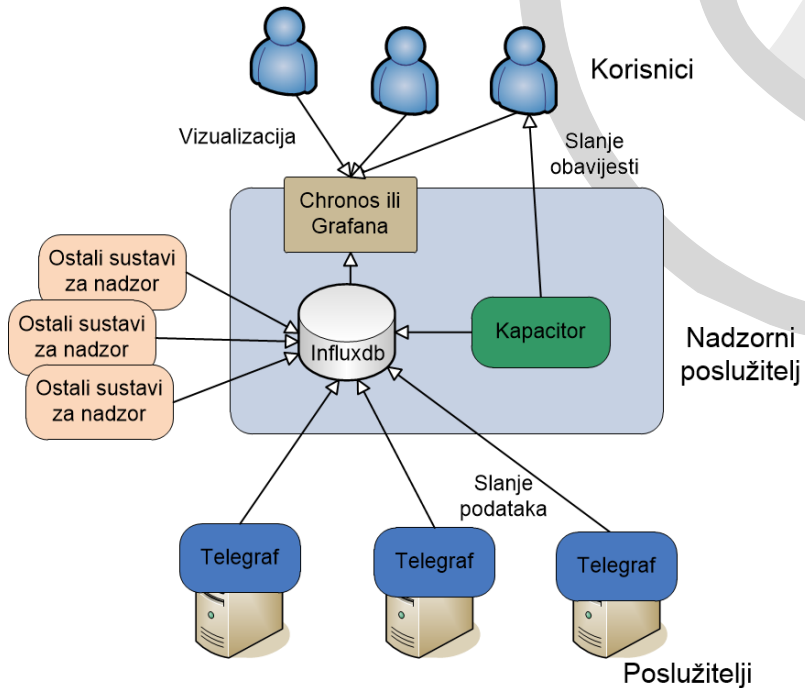 Korisnici
Vizualizacija
Slanje
obavijesti
Chronos ili
Grafana
Ostali sustavi
za nadzor
Ostali sustavi
za nadzor
Ostali sustavi
za nadzor
Influxdb
Kapacitor
Nadzorni
poslužitelj
Slanje
podataka
Telegraf
Telegraf
Telegraf
Poslužitelji